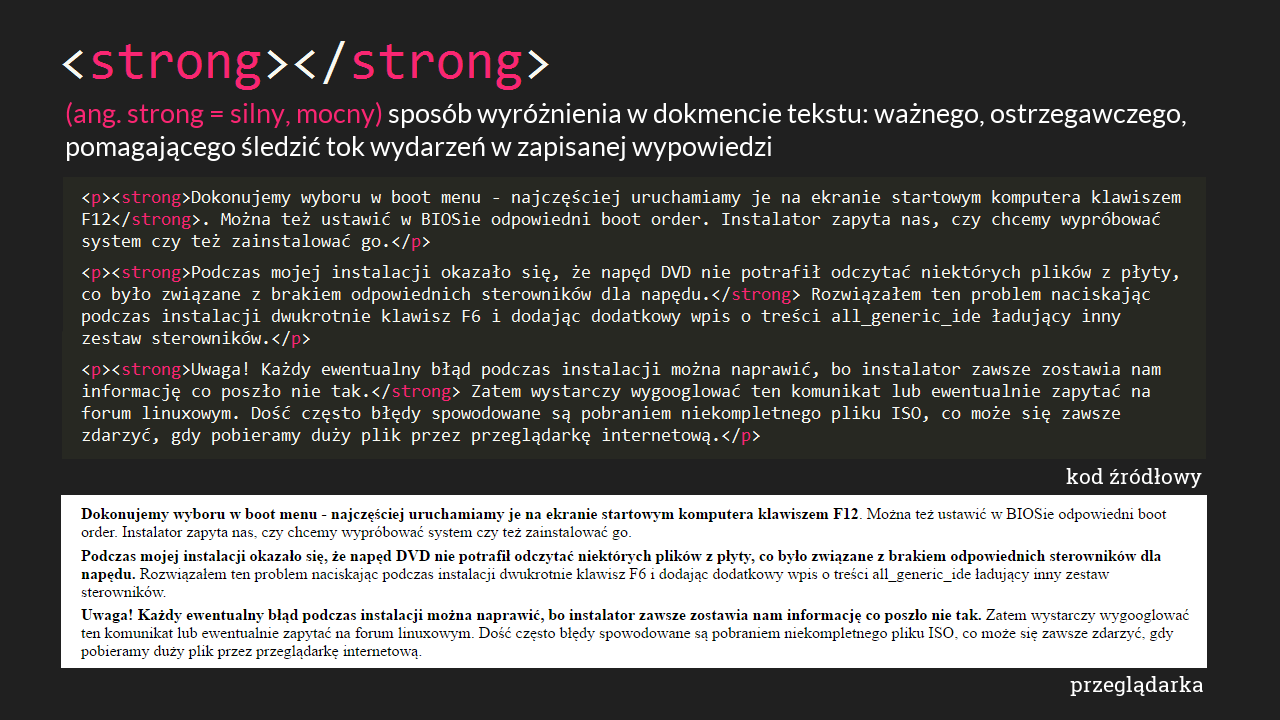 <strong></strong>
(ang. strong = silny, mocny) sposób wyróżnienia w dokmencie tekstu: ważnego, ostrzegawczego,
pomagającego śledzić tok wydarzeń w zapisanej wypowiedzi
<p><strong>Dokonujemy wyboru w boot menu - najczęściej uruchamiamy je na ekranie startowym komputera klawiszem
F12</strong>. Można też ustawić w BIOSie odpowiedni boot order. Instalator zapyta nas, czy chcemy wypróbować
system czy też zainstalować go.</p>
<p><strong>Podczas mojej instalacji okazało się, że napęd DVD nie potrafił odczytać niektórych plików z płyty,
co było związane z brakiem odpowiednich sterowników dla napędu.</strong> Rozwiązałem ten problem naciskając
podczas instalacji dwukrotnie klawisz F6 i dodając dodatkowy wpis o treści all_generic_ide ładujący inny
zestaw sterowników.</p>
<p><strong>Uwaga! Każdy ewentualny błąd podczas instalacji można naprawić, bo instalator zawsze zostawia nam
informację co poszło nie tak.</strong> Zatem wystarczy wygooglować ten komunikat lub ewentualnie zapytać na
forum linuxowym. Dość często błędy spowodowane są pobraniem niekompletnego pliku ISO, co może się zawsze
zdarzyć, gdy pobieramy duży plik przez przeglądarkę internetową.</p>
kod źródłowy
Dokonujemy wyboru w boot menu - najczęściej uruchamiamy je na ekranie startowym komputera klawiszem F12. Można też ustawić w BIOSie odpowiedni boot
order. Instalator zapyta nas, czy chcemy wypróbować system czy też zainstalować go.
Podczas mojej instalacji okazało się, że napęd DVD nie potrafił odczytać niektórych plików z płyty, co było związane z brakiem odpowiednich sterowników dla
napędu. Rozwiązałem ten problem naciskając podczas instalacji dwukrotnie klawisz F6 i dodając dodatkowy wpis o treści all_generic_ide ładujący inny zestaw
sterowników.
Uwaga! Każdy ewentualny błąd podczas instalacji można naprawić, bo instalator zawsze zostawia nam informację co poszło nie tak. Zatem wystarczy wygooglować
ten komunikat lub ewentualnie zapytać na forum linuxowym. Dość często błędy spowodowane są pobraniem niekompletnego pliku ISO, co może się zawsze zdarzyć, gdy
pobieramy duży plik przez przeglądarkę internetową.
przeglądarka